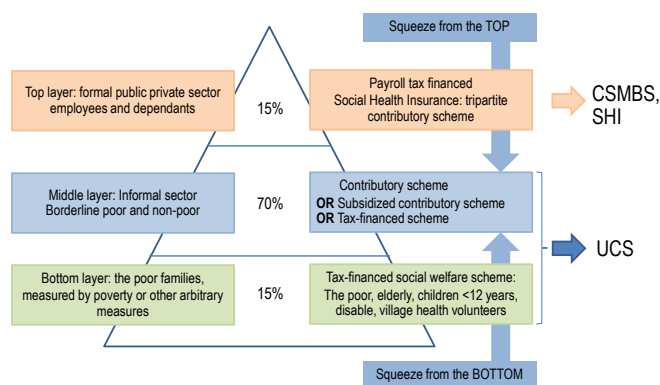 Squeeze from the TOP
Top layer: formal public private sector
employees and dependants
15%
Payroll tax financed
Social Health Insurance: tripartite
contributory scheme
CSMBS,
SHI
Middle layer: Informal sector
Borderline poor and non-poor
70%
Contributory scheme
OR Subsidized contributory scheme
OR Tax-financed scheme
UCS
Bottom layer: the poor families,
measured by poverty or other arbitrary
measures
15%
Tax-financed social welfare scheme:
The poor, elderly, children <12 years,
disable, village health volunteers
Squeeze from the BOTTOM